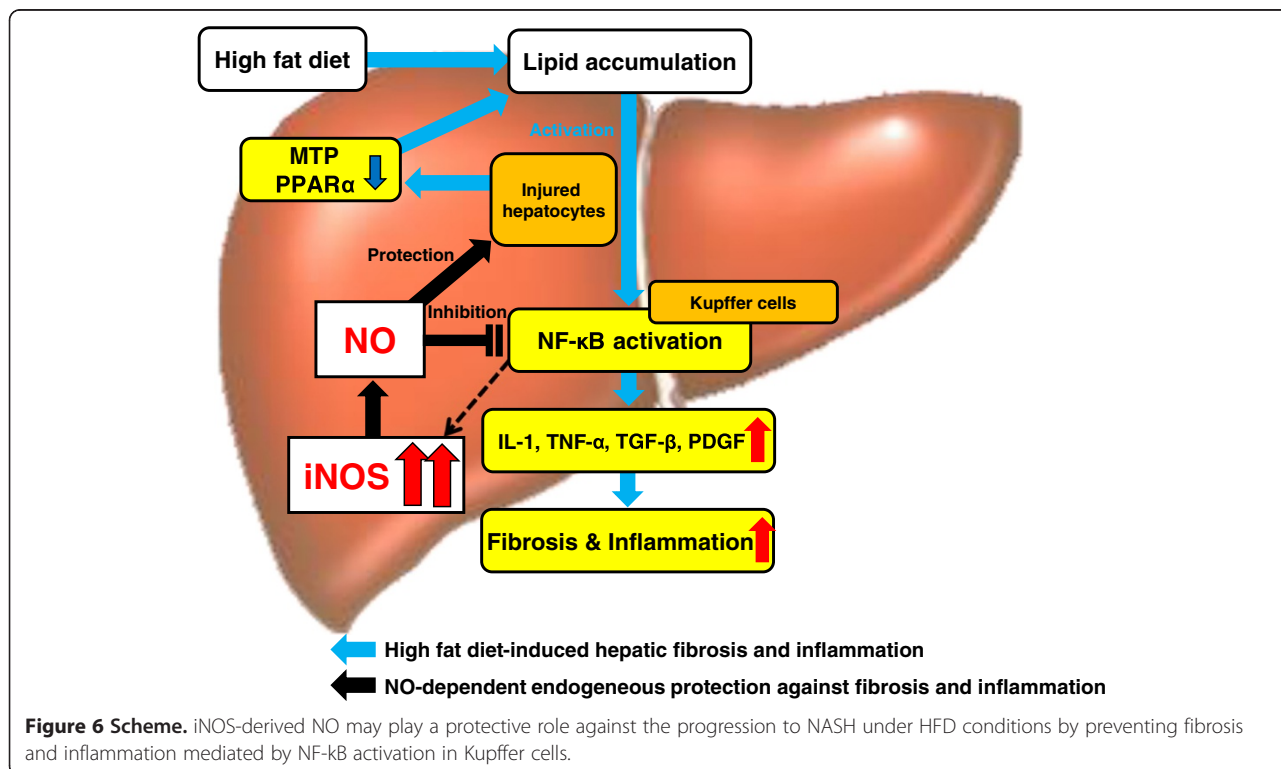 High fat diet
Lipid accumulation
Activation
MTP
PPARα
Injured
hepatocytes
Protection
Kupffer cells
Inhibition
NO
NF-κB activation
iNOS
IL-1, TNF-α, TGF-β, PDGF
Fibrosis & Inflammation
High fat diet-induced hepatic fibrosis and inflammation
NO-dependent endogeneous protection against fibrosis and inflammation
Figure 6 Scheme. iNOS-derived NO may play a protective role against the progression to NASH under HFD conditions by preventing fibrosis
and inflammation mediated by NF-kB activation in Kupffer cells.